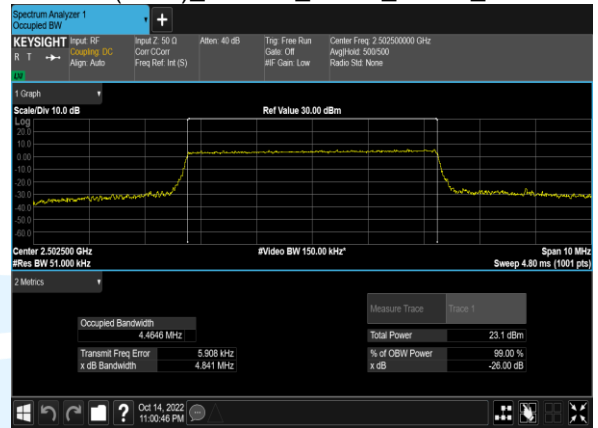 Spectrum Analyzer 1
Occupied BW
+
KEYSIGHT
R T
LU
Input: RF
Coupling: DC
Align: Auto
Input Z: 50 Ω
Corr CCorr
Freq Ref: Int (S)
Atten: 40 dB
Trig: Free Run
Gate: Off
#IF Gain: Low
Center Freq: 2.502500000 GHz
Avg|Hold: 500/500
Radio Std: None
1 Graph
Scale/Div 10.0 dB
Ref Value 30.00 dBm
Log
20.0
10.0
0.00
-10.0
-20.0
-30.0
-40.0
-50.0
-60.0
Center 2.502500 GHz
#Video BW 150.00 kHz*
Span 10 MHz
#Res BW 51.000 kHz
Sweep 4.80 ms (1001 pts)
2 Metrics
Measure Trace
Trace 1
Occupied Bandwidth
4.4646 MHz
Total Power
23.1 dBm
Transmit Freq Error
5.908 kHz
% of OBW Power
99.00 %
x dB Bandwidth
4.841 MHz
x dB
-26.00 dB
?
Oct 14, 2022
11:00:46 PM